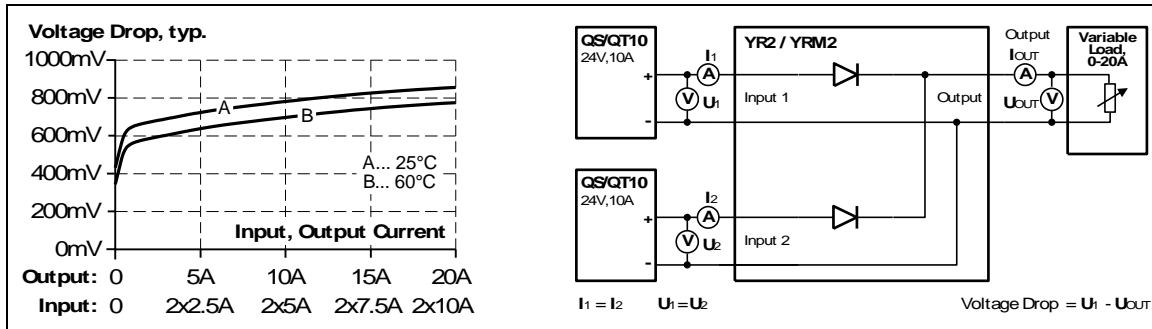 Voltage Drop, typ.
1000mV
800mV
600mV
400mV
200mV
0mV
A
B
A... 25°C
B... 60°C
Input, Output Current
Output: 0 5A 10A 15A 20A
Input: 0 2x2.5A 2x5A 2x7.5A 2x10A
QS/QT10
24V,10A
+
-
I1
A
V U1
YR2 / YRM2
Input 1
Output
Output
IOUT
A
UOUT V
Variable
Load,
0-20A
QS/QT10
24V,10A
+
-
I2
A
V U2
Input 2
I1 = I2 U1 = U2
Voltage Drop = U1 - UOUT